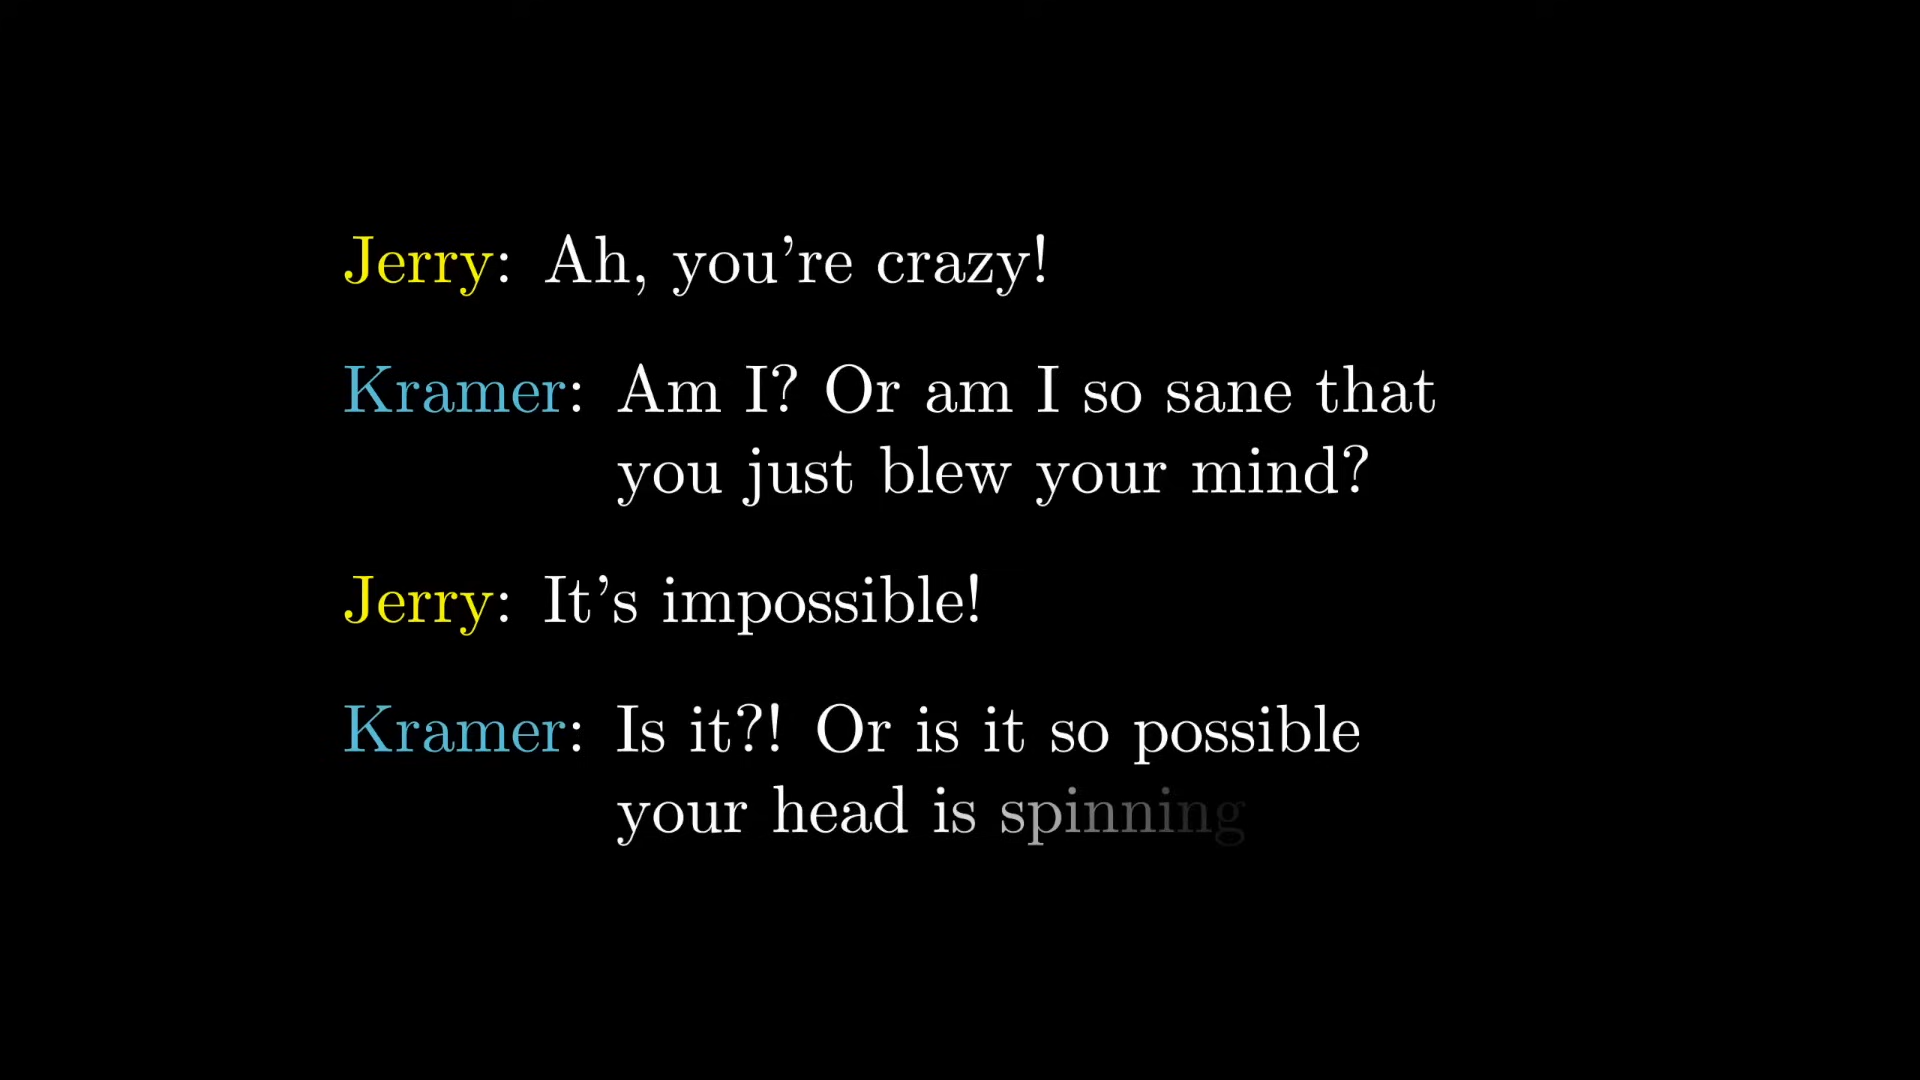 Jerry: Ah, you're crazy!
Kramer: Am I? Or am I so sane that
you just blew your mind?
Jerry: It's impossible!
Kramer: Is it?! Or is it so possible
your head is spinning